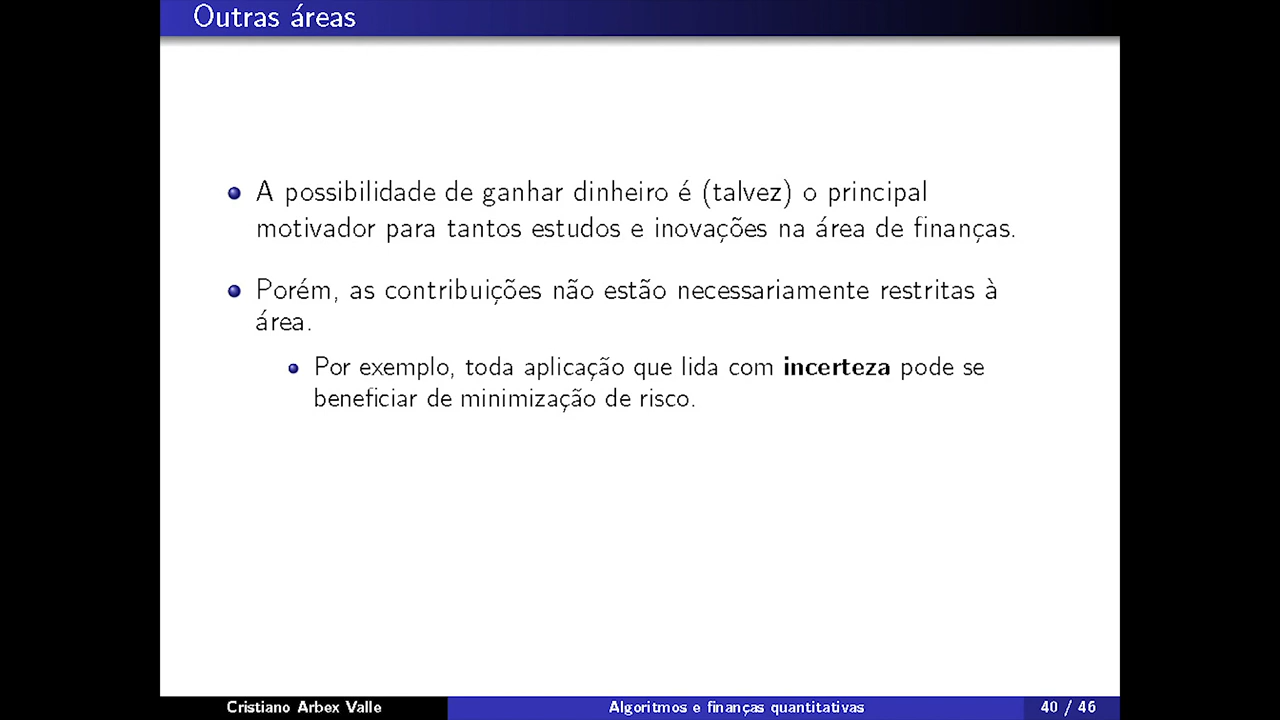 Outras áreas
A possibilidade de ganhar dinheiro é (talvez) o principal
motivador para tantos estudos e inovações na área de finanças.
Porém, as contribuições não estão necessariamente restritas à
área.
Por exemplo, toda aplicação que lida com incerteza pode se
beneficiar de minimização de risco.
Cristiano Arbex Valle
Algoritmos e finanças quantitativas
40 / 46